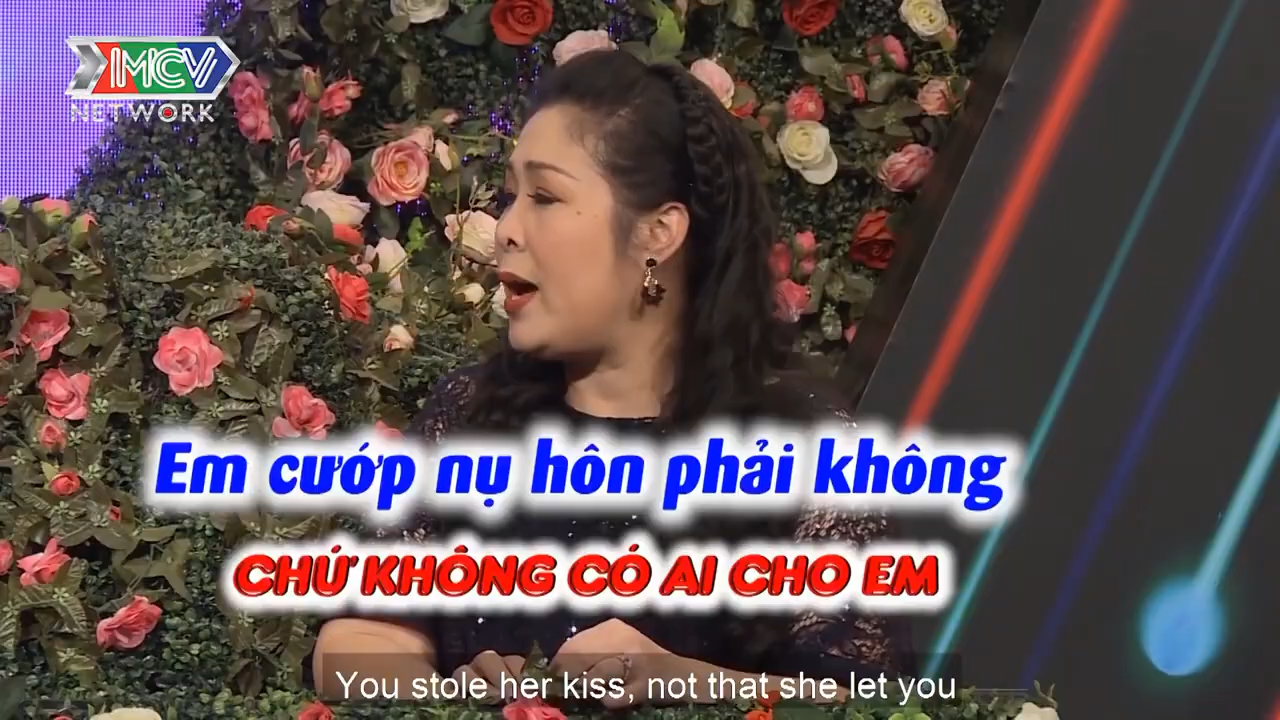 MCV
NETWORK
Em cướp nụ hôn phải không
CHỨ KHÔNG CÓ AI CHO EM
You stole her kiss, not that she let you